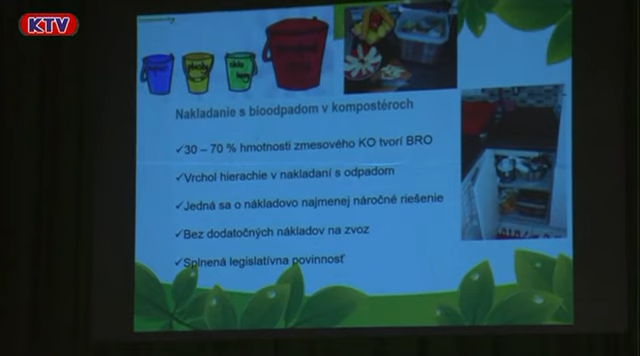 KTV
Nakladanie s bioodpadom v kompostéroch
✓30 – 70 % hmotnosti zmesového KO tvorí BRO
✓Vrchol hierachie v nakladaní s odpadom
✓Jedná sa o nákladovo najmenej náročné riešenie
✓Bez dodatočných nákladov na zvoz
✓Splnená legislatívna povinnosť